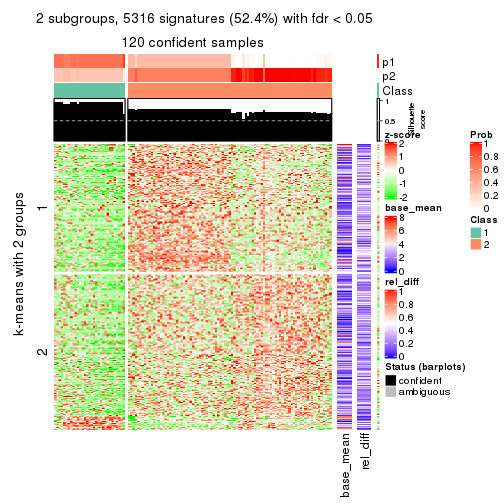 2 subgroups, 5316 signatures (52.4%) with fdr < 0.05
120 confident samples
p1
p2
Class
1
0.5
0
Silhouette
score
k-means with 2 groups
1
2
base_mean
rel_diff
z-score
2
1
0
-1
-2
base_mean
8
6
4
2
0
rel_diff
1
0.8
0.6
0.4
0.2
0
Status (barplots)
confident
ambiguous
Prob
1
0.8
0.6
0.4
0.2
0
Class
1
2